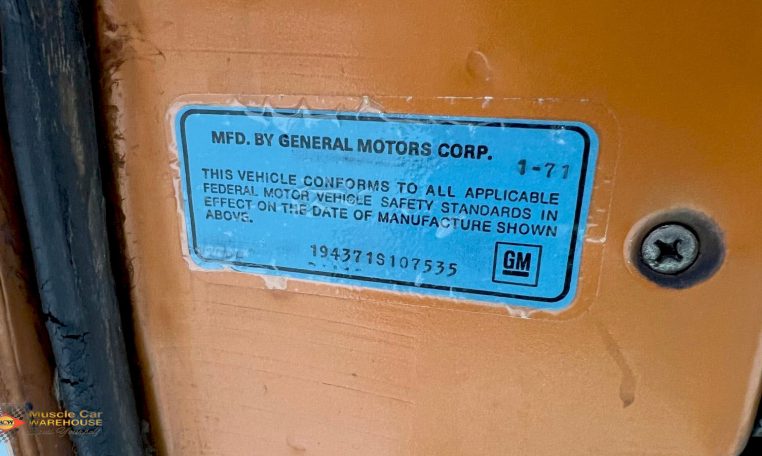 MFD. BY GENERAL MOTORS CORP.
1-71
THIS VEHICLE CONFORMS TO ALL APPLICABLE
FEDERAL MOTOR VEHICLE SAFETY STANDARDS IN
EFFECT ON THE DATE OF MANUFACTURE SHOWN
ABOVE.
194371S107535
GM
Muscle Car
WAREHOUSE